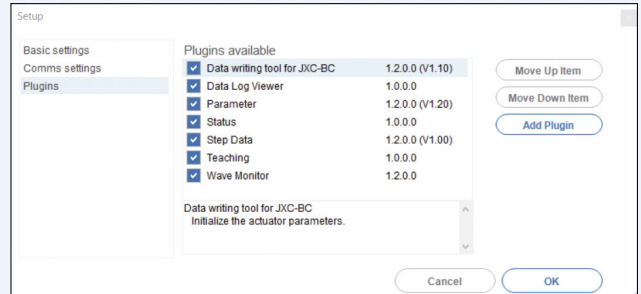 Setup
Basic settings
Comms settings
Plugins
Plugins available
Data writing tool for JXC-BC 1.2.0.0 (V1.10)
Data Log Viewer 1.0.0.0
Parameter 1.2.0.0 (V1.20)
Status 1.0.0.0
Step Data 1.2.0.0 (V1.00)
Teaching 1.0.0.0
Wave Monitor 1.2.0.0
Data writing tool for JXC-BC
Initialize the actuator parameters.
Move Up Item
Move Down Item
Add Plugin
Cancel
OK